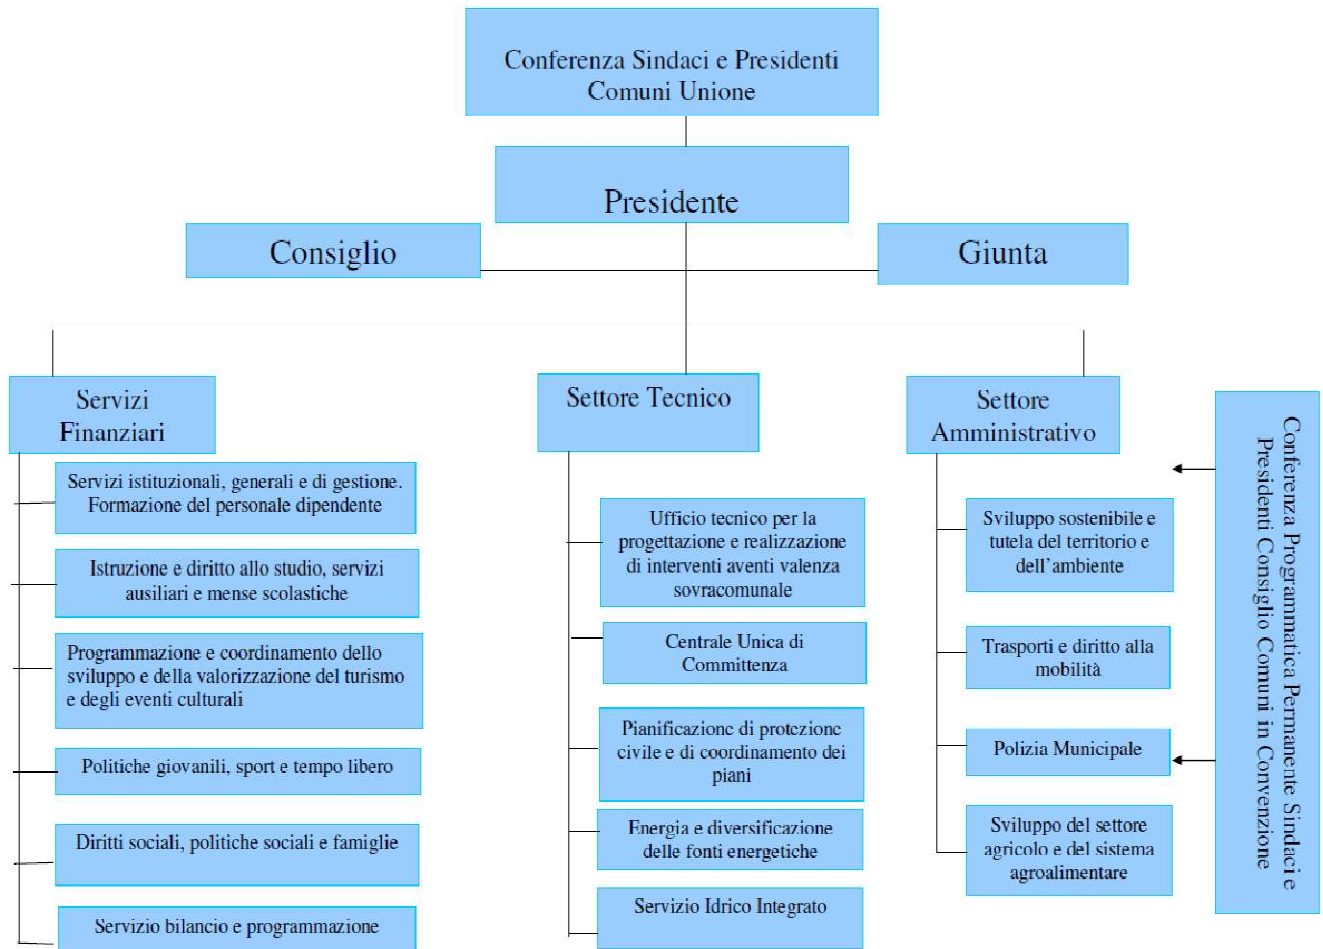 Conferenza Sindaci e Presidenti
Comuni Unione
Presidente
Consiglio
Giunta
Servizi
Finanziari
Servizi istituzionali, generali e di gestione.
Formazione del personale dipendente
Istruzione e diritto allo studio, servizi
ausiliari e mense scolastiche
Programmazione e coordinamento dello
sviluppo e della valorizzazione del turismo
e degli eventi culturali
Politiche giovanili, sport e tempo libero
Diritti sociali, politiche sociali e famiglie
Servizio bilancio e programmazione
Settore Tecnico
Ufficio tecnico per la
progettazione e realizzazione
di interventi aventi valenza
sovracomunale
Centrale Unica di
Committenza
Pianificazione di protezione
civile e di coordinamento dei
piani
Energia e diversificazione
delle fonti energetiche
Servizio Idrico Integrato
Settore
Amministrativo
Sviluppo sostenibile e
tutela del territorio e
dell'ambiente
Trasporti e diritto alla
mobilità
Polizia Municipale
Sviluppo del settore
agricolo e del sistema
agroalimentare
Conferenza Programmatica Permanente Sindaci e
Presidenti Consiglio Comuni in Convenzione